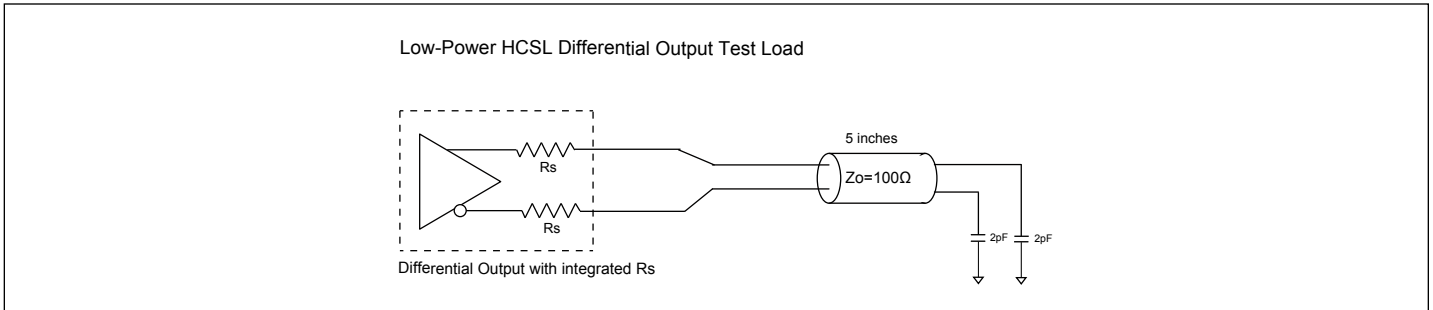 Low-Power HCSL Differential Output Test Load
5 inches
Rs
Zo=100Ω
Rs
2pF
2pF
Differential Output with integrated Rs